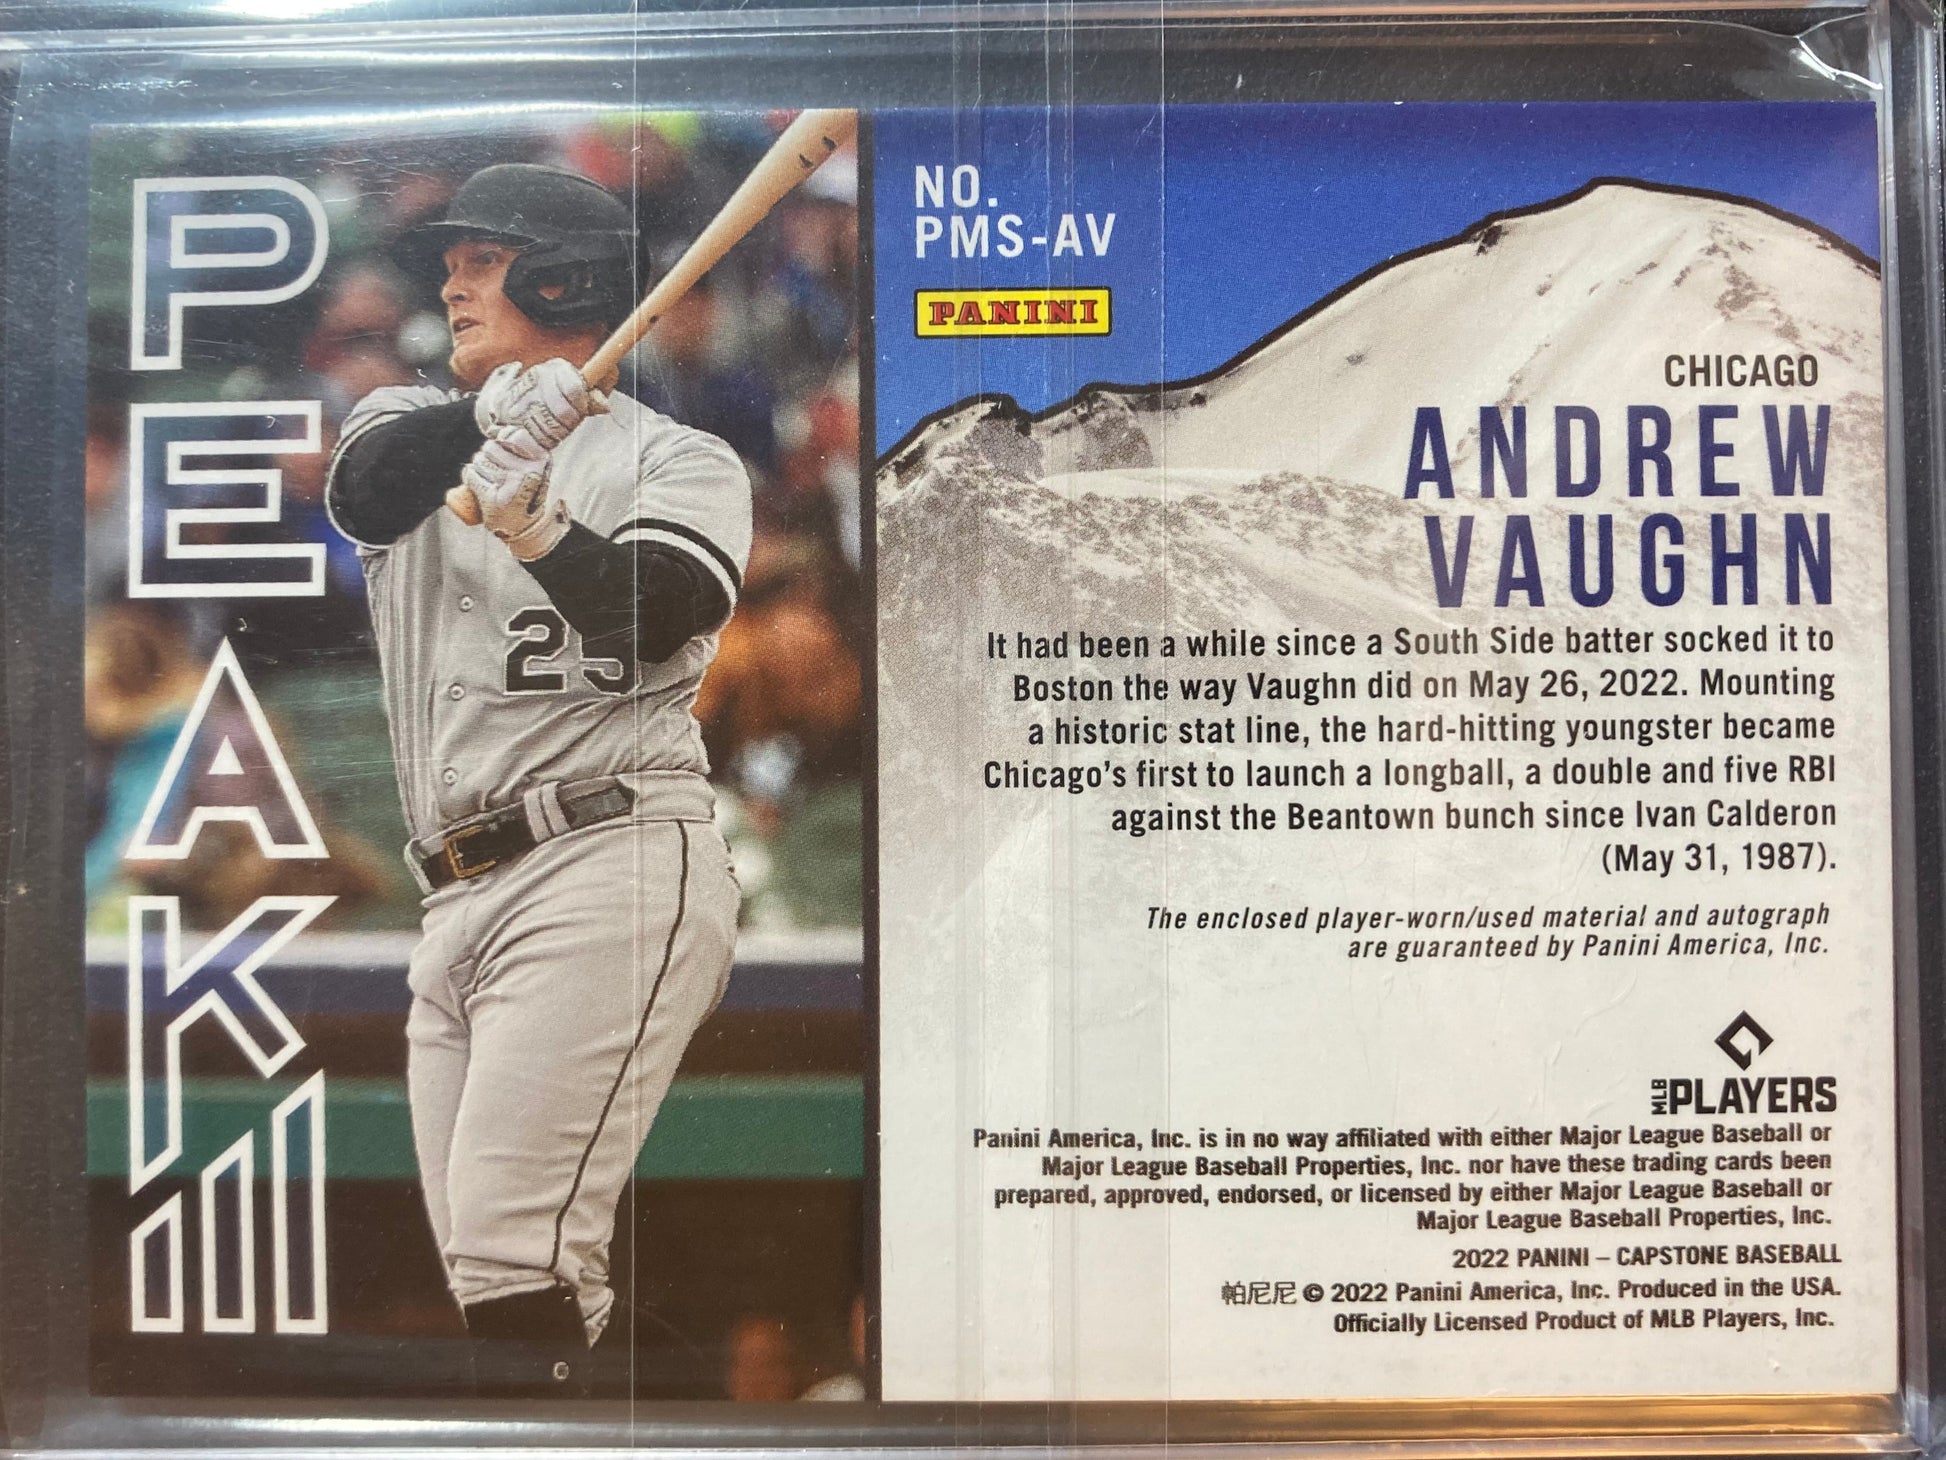 PEAK
25
NO.
PMS-AV
PANINI
CHICAGO
ANDREW
VAUGHN
It had been a while since a South Side batter socked it to
Boston the way Vaughn did on May 26, 2022. Mounting
a historic stat line, the hard-hitting youngster became
Chicago's first to launch a longball, a double and five RBI
against the Beantown bunch since Ivan Calderon
(May 31, 1987).
The enclosed player-worn/used material and autograph
are guaranteed by Panini America, Inc.
MLB PLAYERS
Panini America, Inc. is in no way affiliated with either Major League Baseball or
Major League Baseball Properties, Inc. nor have these trading cards been
prepared, approved, endorsed, or licensed by either Major League Baseball or
Major League Baseball Properties, Inc.
2022 PANINI – CAPSTONE BASEBALL
帕尼尼 © 2022 Panini America, Inc. Produced in the USA.
Officially Licensed Product of MLB Players, Inc.